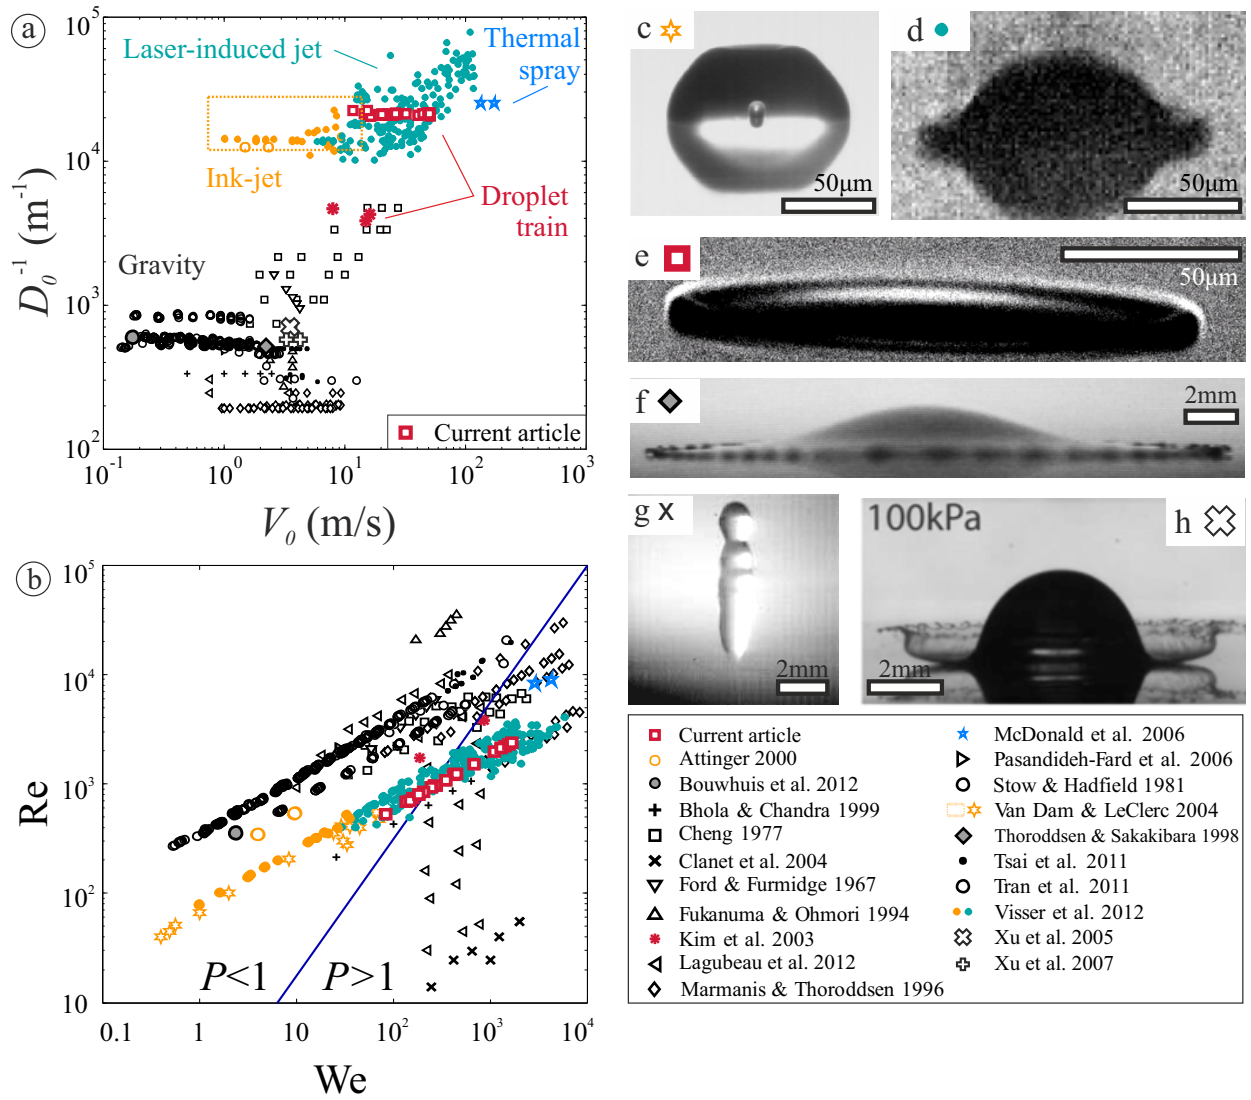 a
10^5
10^4
10^3
10^2
D_0^-1 (m^-1)
Laser-induced jet
Thermal
spray
Ink-jet
Droplet
train
Gravity
Current article
10^-1
10^0
10^1
10^2
10^3
V_0 (m/s)
b
10^5
10^4
10^3
10^2
10
Re
P<1
P>1
0.1
1
10
10^2
10^3
10^4
We
c
50μm
d
50μm
e
50μm
f
2mm
g x
2mm
100kPa
h
2mm
Current article
Attinger 2000
Bouwhuis et al. 2012
Bhola & Chandra 1999
Cheng 1977
Clanet et al. 2004
Ford & Furmidge 1967
Fukanuma & Ohmori 1994
Kim et al. 2003
Lagubeau et al. 2012
Marmanis & Thoroddsen 1996
McDonald et al. 2006
Pasandideh-Fard et al. 2006
Stow & Hadfield 1981
Van Dam & LeClerc 2004
Thoroddsen & Sakakibara 1998
Tsai et al. 2011
Tran et al. 2011
Visser et al. 2012
Xu et al. 2005
Xu et al. 2007